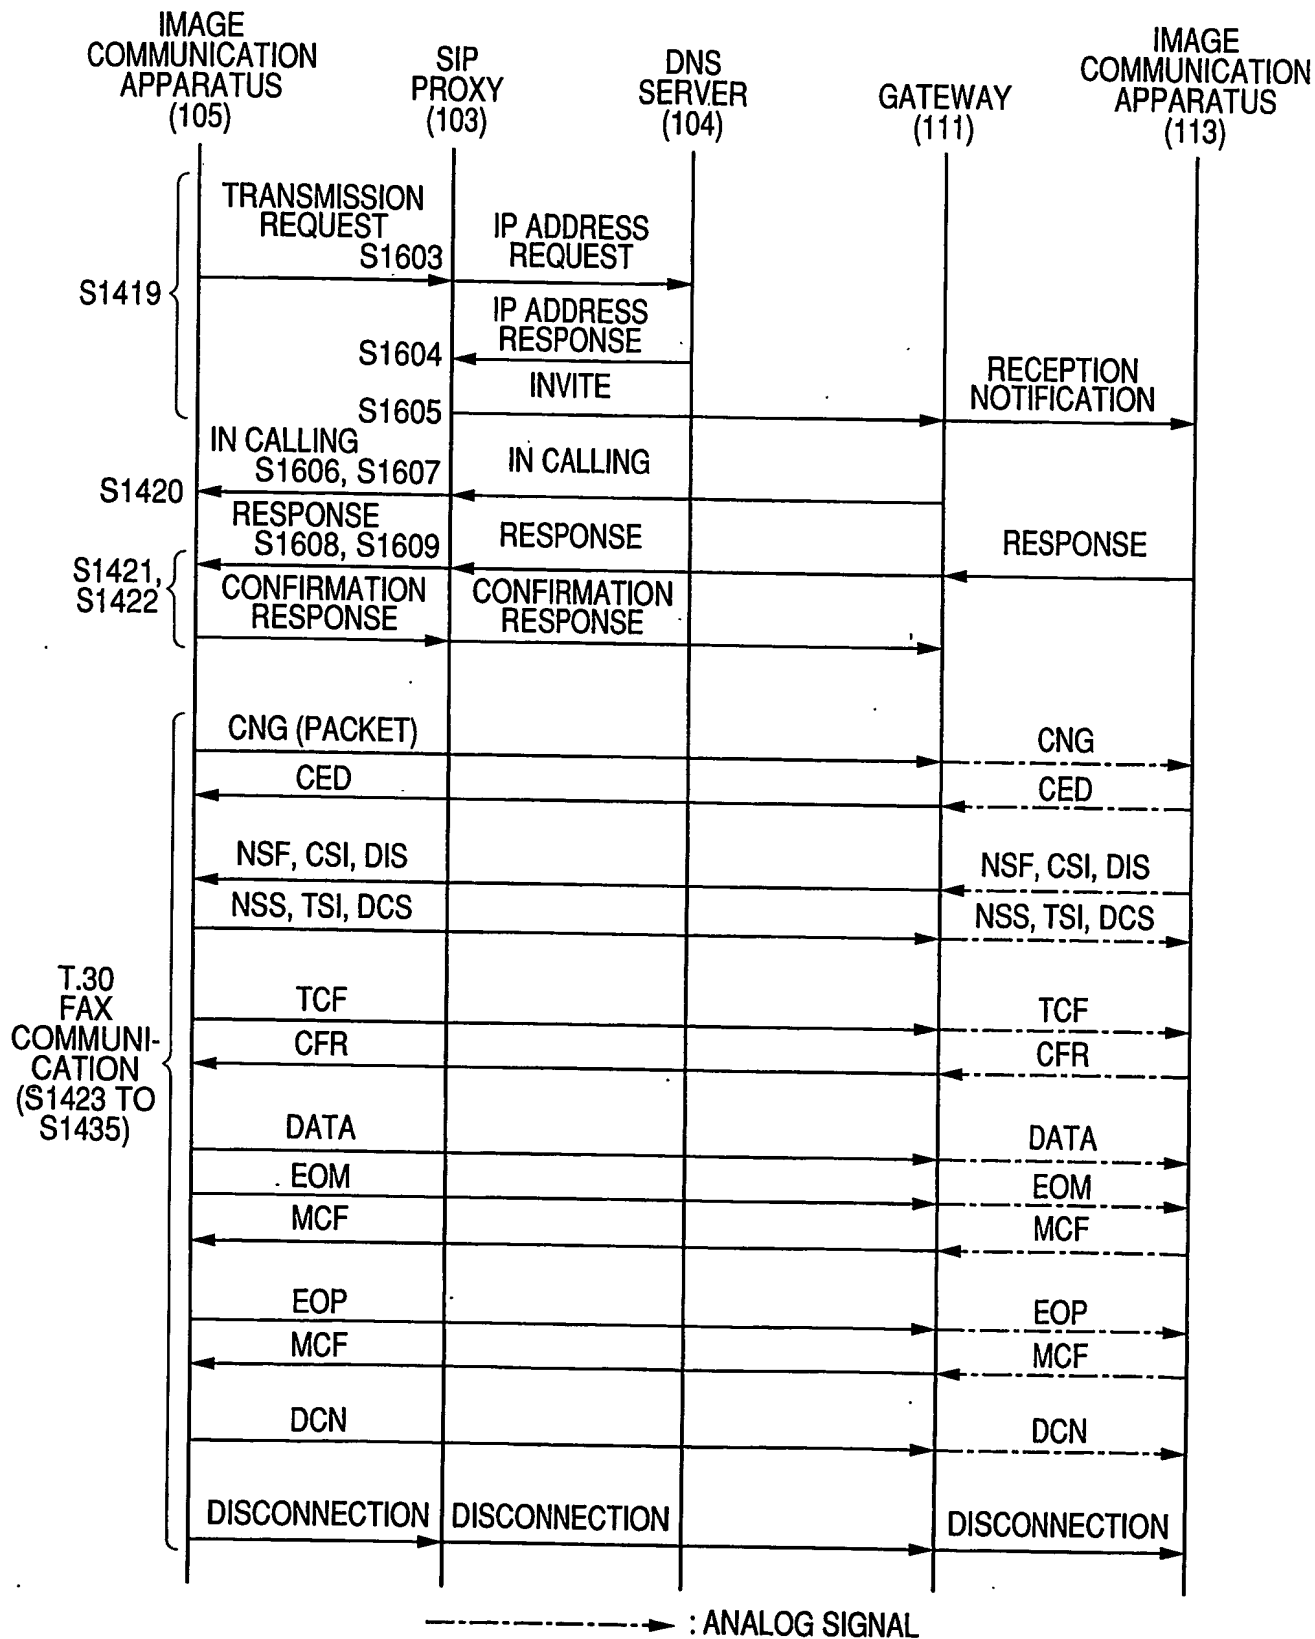 IMAGE
COMMUNICATION
APPARATUS
(105)
SIP
PROXY
(103)
DNS
SERVER
(104)
GATEWAY
(111)
IMAGE
COMMUNICATION
APPARATUS
(113)
TRANSMISSION
REQUEST
S1603
IP ADDRESS
REQUEST
S1419
IP ADDRESS
RESPONSE
S1604
INVITE
S1605
RECEPTION
NOTIFICATION
IN CALLING
S1606, S1607
IN CALLING
S1420
RESPONSE
S1608, S1609
RESPONSE
RESPONSE
S1421,
S1422
CONFIRMATION
RESPONSE
CONFIRMATION
RESPONSE
CNG (PACKET)
CNG
CED
CED
NSF, CSI, DIS
NSF, CSI, DIS
NSS, TSI, DCS
NSS, TSI, DCS
T.30
FAX
COMMUNI-
CATION
(S1423 TO
S1435)
TCF
TCF
CFR
CFR
DATA
DATA
EOM
EOM
MCF
MCF
EOP
EOP
MCF
MCF
DCN
DCN
DISCONNECTION
DISCONNECTION
DISCONNECTION
: ANALOG SIGNAL